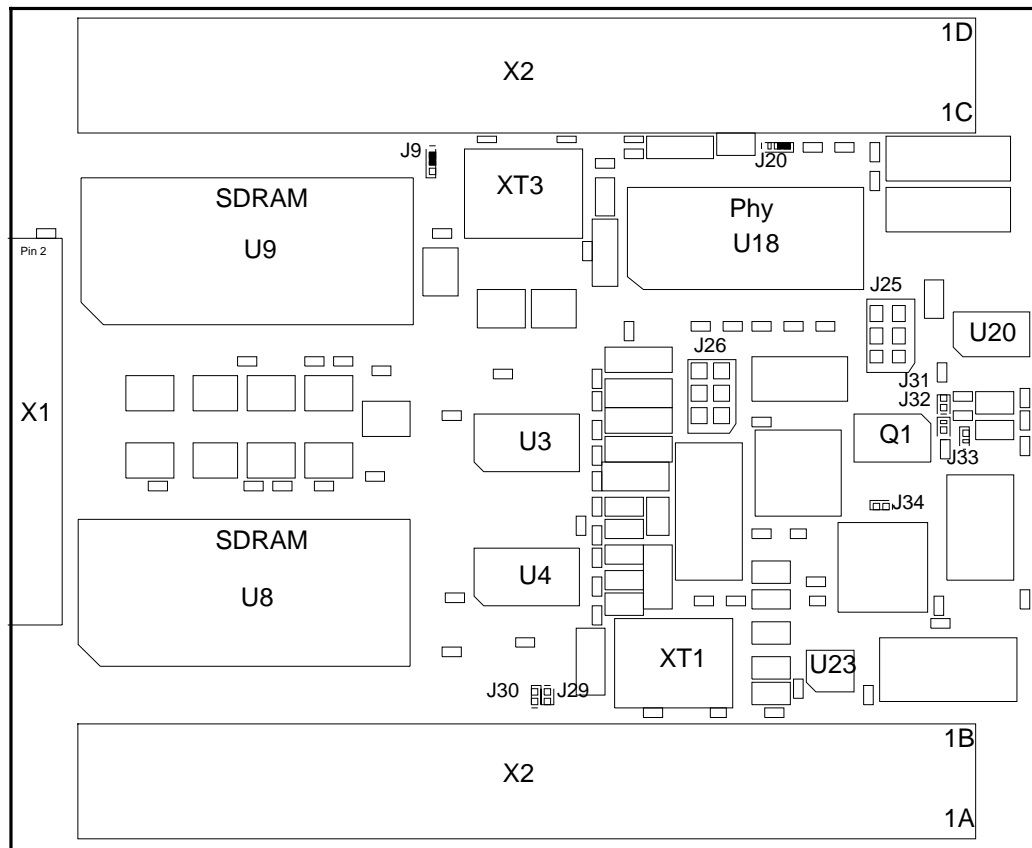 1D
X2
1C
J9
J20
XT3
SDRAM
U9
Phy
U18
Pin 2
J25
U20
J26
J31
J32
X1
U3
Q1
J33
J34
SDRAM
U8
U4
XT1
U23
J30
J29
1B
X2
1A